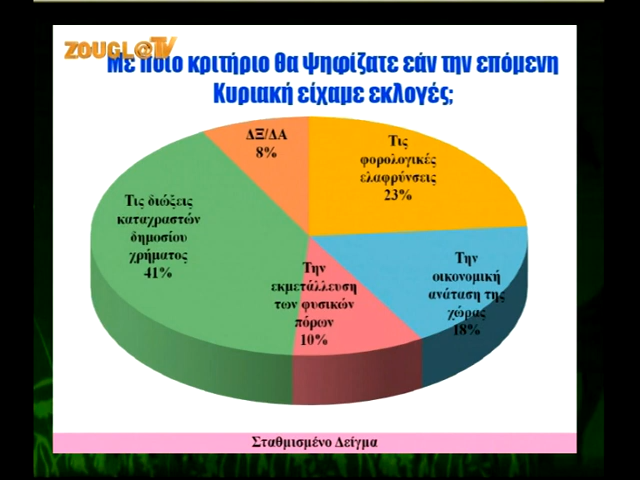 ZOUGL@TV
Με ποιο κριτήριο θα ψηφίζατε εάν την επόμενη
Κυριακή είχαμε εκλογές;
ΔΞ/ΔΑ
8%
Τις
φορολογικές
ελαφρύνσεις
23%
Τις διώξεις
καταχραστών
δημοσίου
χρήματος
41%
Την
οικονομική
ανάταση της
χώρας
18%
Την
εκμετάλλευση
των φυσικών
πόρων
10%
Σταθμισμένο Δείγμα